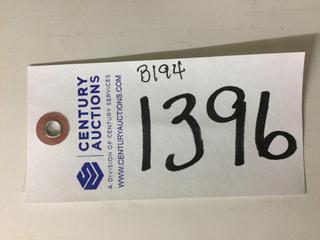 B194
1396
CENTURY
AUCTIONS
A DIVISION OF CENTURY SERVICES
WWW.CENTURYAUCTIONS.COM